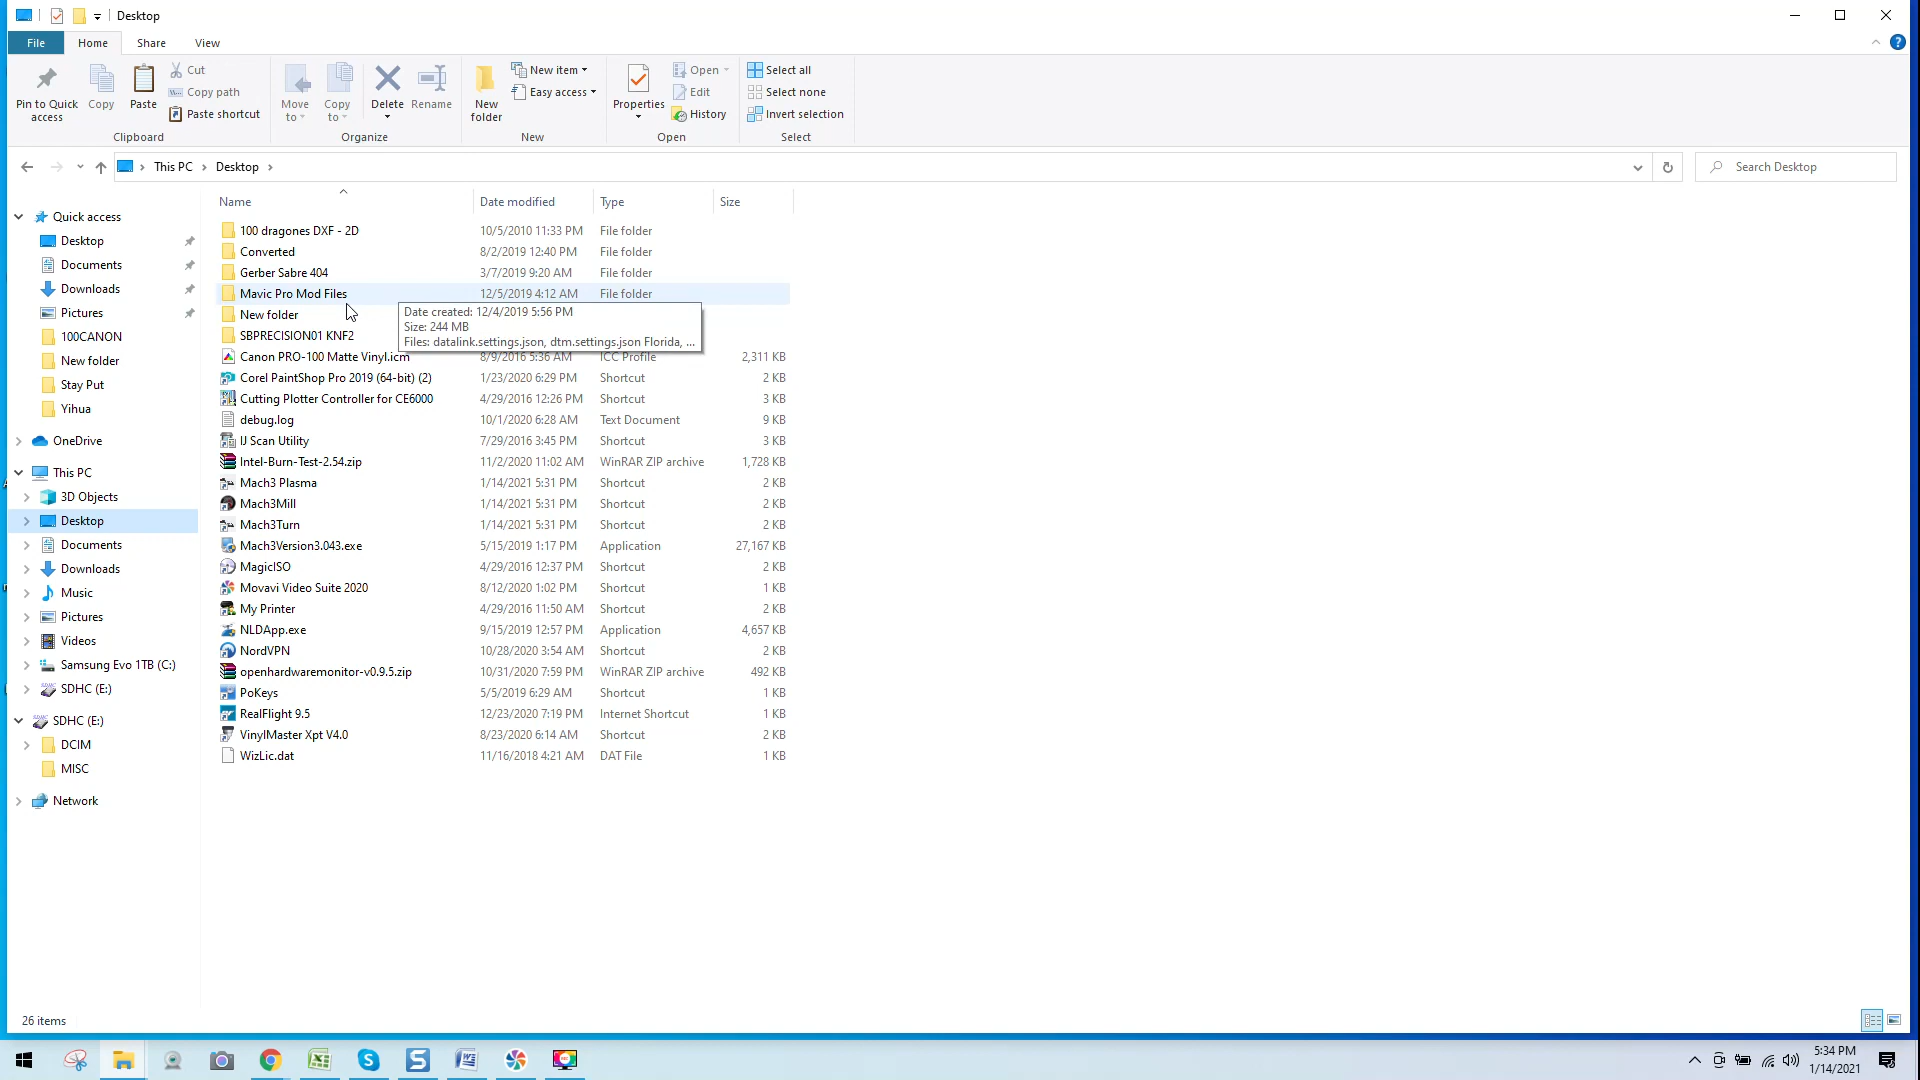 Desktop
File Home Share View
Pin to Quick access
Copy
Paste
Cut
Copy path
Paste shortcut
Clipboard
Move to
Copy to
Delete
Rename
Organize
New folder
New item
Easy access
New
Properties
Open
Edit
History
Open
Select all
Select none
Invert selection
Select
This PC > Desktop >
Search Desktop
Quick access
Desktop
Documents
Downloads
Pictures
100CANON
New folder
Stay Put
Yihua
OneDrive
This PC
3D Objects
Desktop
Documents
Downloads
Music
Pictures
Videos
Samsung Evo 1TB (C:)
SDHC (E:)
SDHC (E:)
DCIM
MISC
Network
Name Date modified Type Size
100 dragones DXF - 2D 10/5/2010 11:33 PM File folder
Converted 8/2/2019 12:40 PM File folder
Gerber Sabre 404 3/7/2019 9:20 AM File folder
Mavic Pro Mod Files 12/5/2019 4:12 AM File folder
New folder
SBPRECISION01 KNF2
Date created: 12/4/2019 5:56 PM
Size: 244 MB
Files: datalink.settings.json, dtm.settings.json Florida, ...
Canon PRO-100 Matte Vinyl.icm 8/9/2016 5:36 AM ICC Profile 2,311 KB
Corel PaintShop Pro 2019 (64-bit) (2) 1/23/2020 6:29 PM Shortcut 2 KB
Cutting Plotter Controller for CE6000 4/29/2016 12:26 PM Shortcut 3 KB
debug.log 10/1/2020 6:28 AM Text Document 9 KB
IJ Scan Utility 7/29/2016 3:45 PM Shortcut 3 KB
Intel-Burn-Test-2.54.zip 11/2/2020 11:02 AM WinRAR ZIP archive 1,728 KB
Mach3 Plasma 1/14/2021 5:31 PM Shortcut 2 KB
Mach3Mill 1/14/2021 5:31 PM Shortcut 2 KB
Mach3Turn 1/14/2021 5:31 PM Shortcut 2 KB
Mach3Version3.043.exe 5/15/2019 1:17 PM Application 27,167 KB
MagicISO 4/29/2016 12:37 PM Shortcut 2 KB
Movavi Video Suite 2020 8/12/2020 1:02 PM Shortcut 1 KB
My Printer 4/29/2016 11:50 AM Shortcut 2 KB
NLDApp.exe 9/15/2019 12:57 PM Application 4,657 KB
NordVPN 10/28/2020 3:54 AM Shortcut 2 KB
openhardwaremonitor-v0.9.5.zip 10/31/2020 7:59 PM WinRAR ZIP archive 492 KB
PoKeys 5/5/2019 6:29 AM Shortcut 1 KB
RealFlight 9.5 12/23/2020 7:19 PM Internet Shortcut 1 KB
VinylMaster Xpt V4.0 8/23/2020 6:14 AM Shortcut 2 KB
WizLic.dat 11/16/2018 4:21 AM DAT File 1 KB
26 items
5:34 PM
1/14/2021